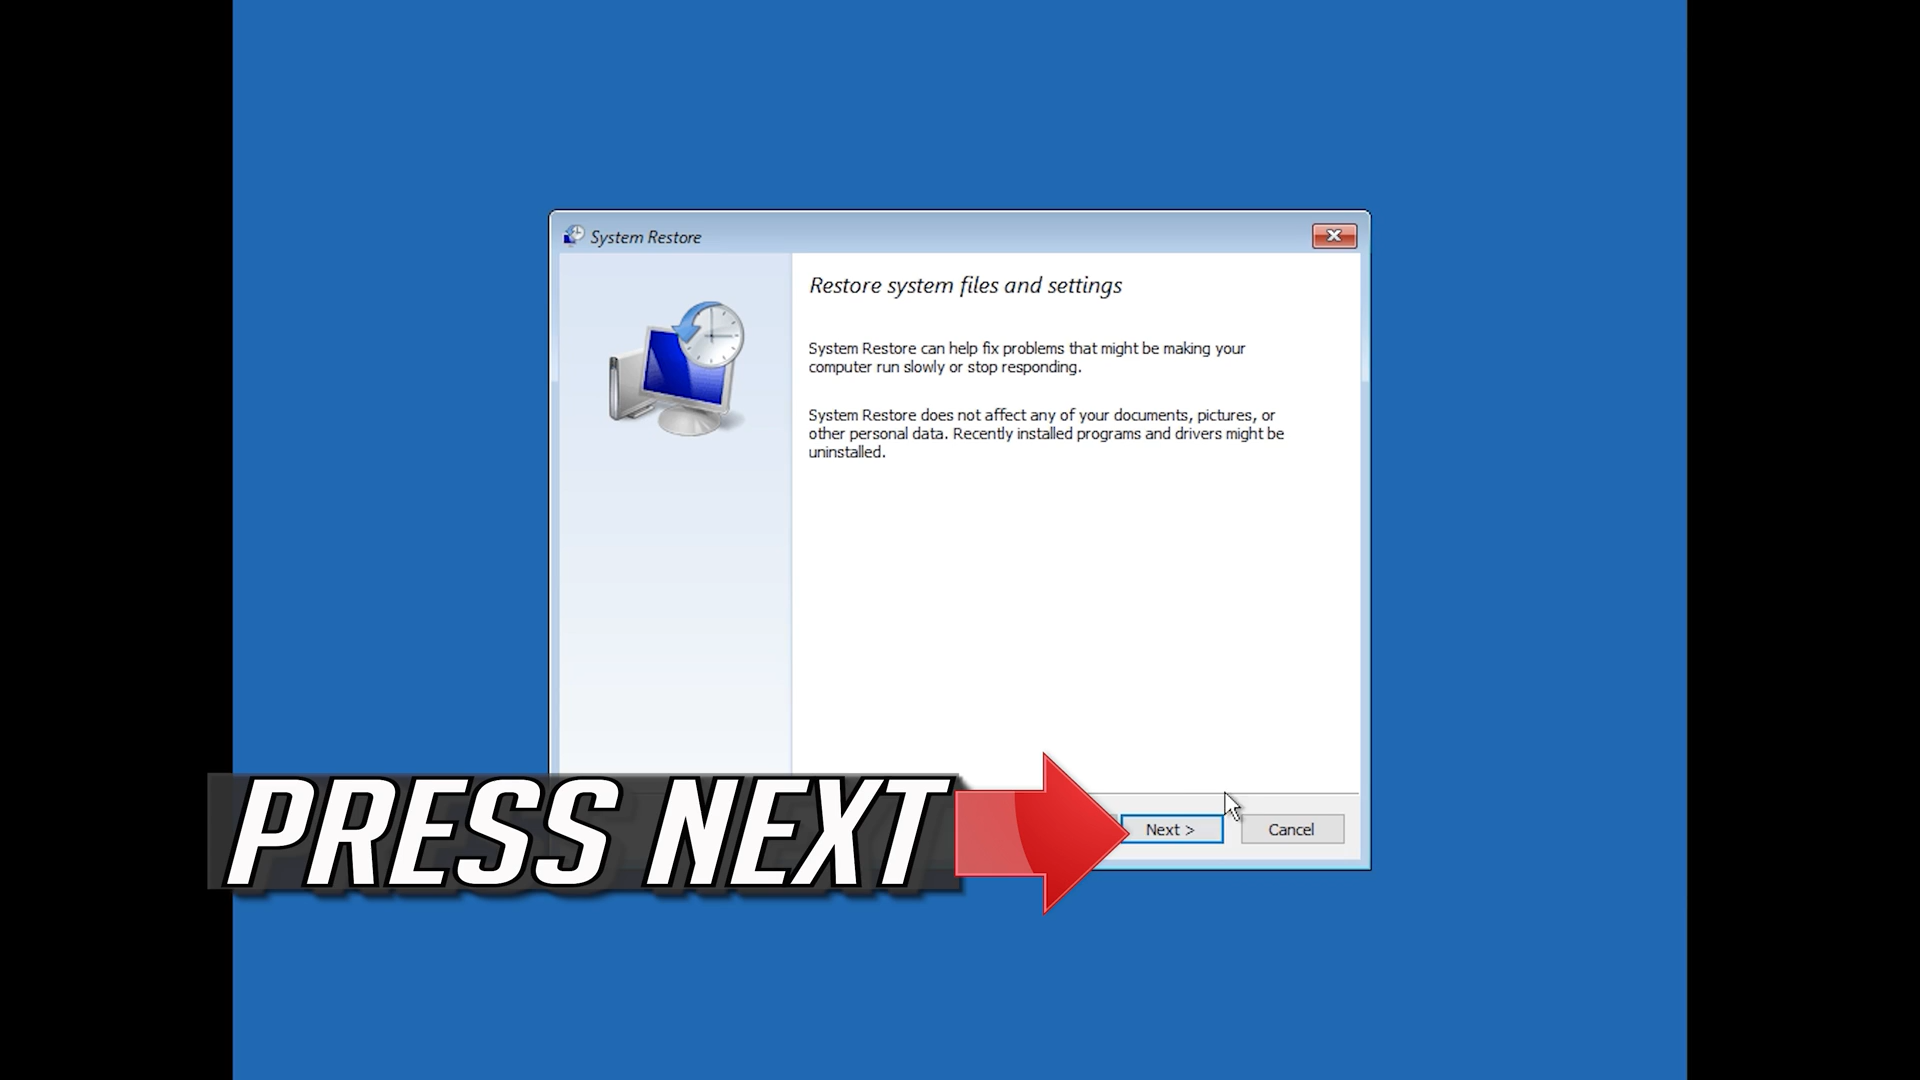 System Restore
Restore system files and settings
System Restore can help fix problems that might be making your
computer run slowly or stop responding.
System Restore does not affect any of your documents, pictures, or
other personal data. Recently installed programs and drivers might be
uninstalled.
PRESS NEXT
Next >
Cancel